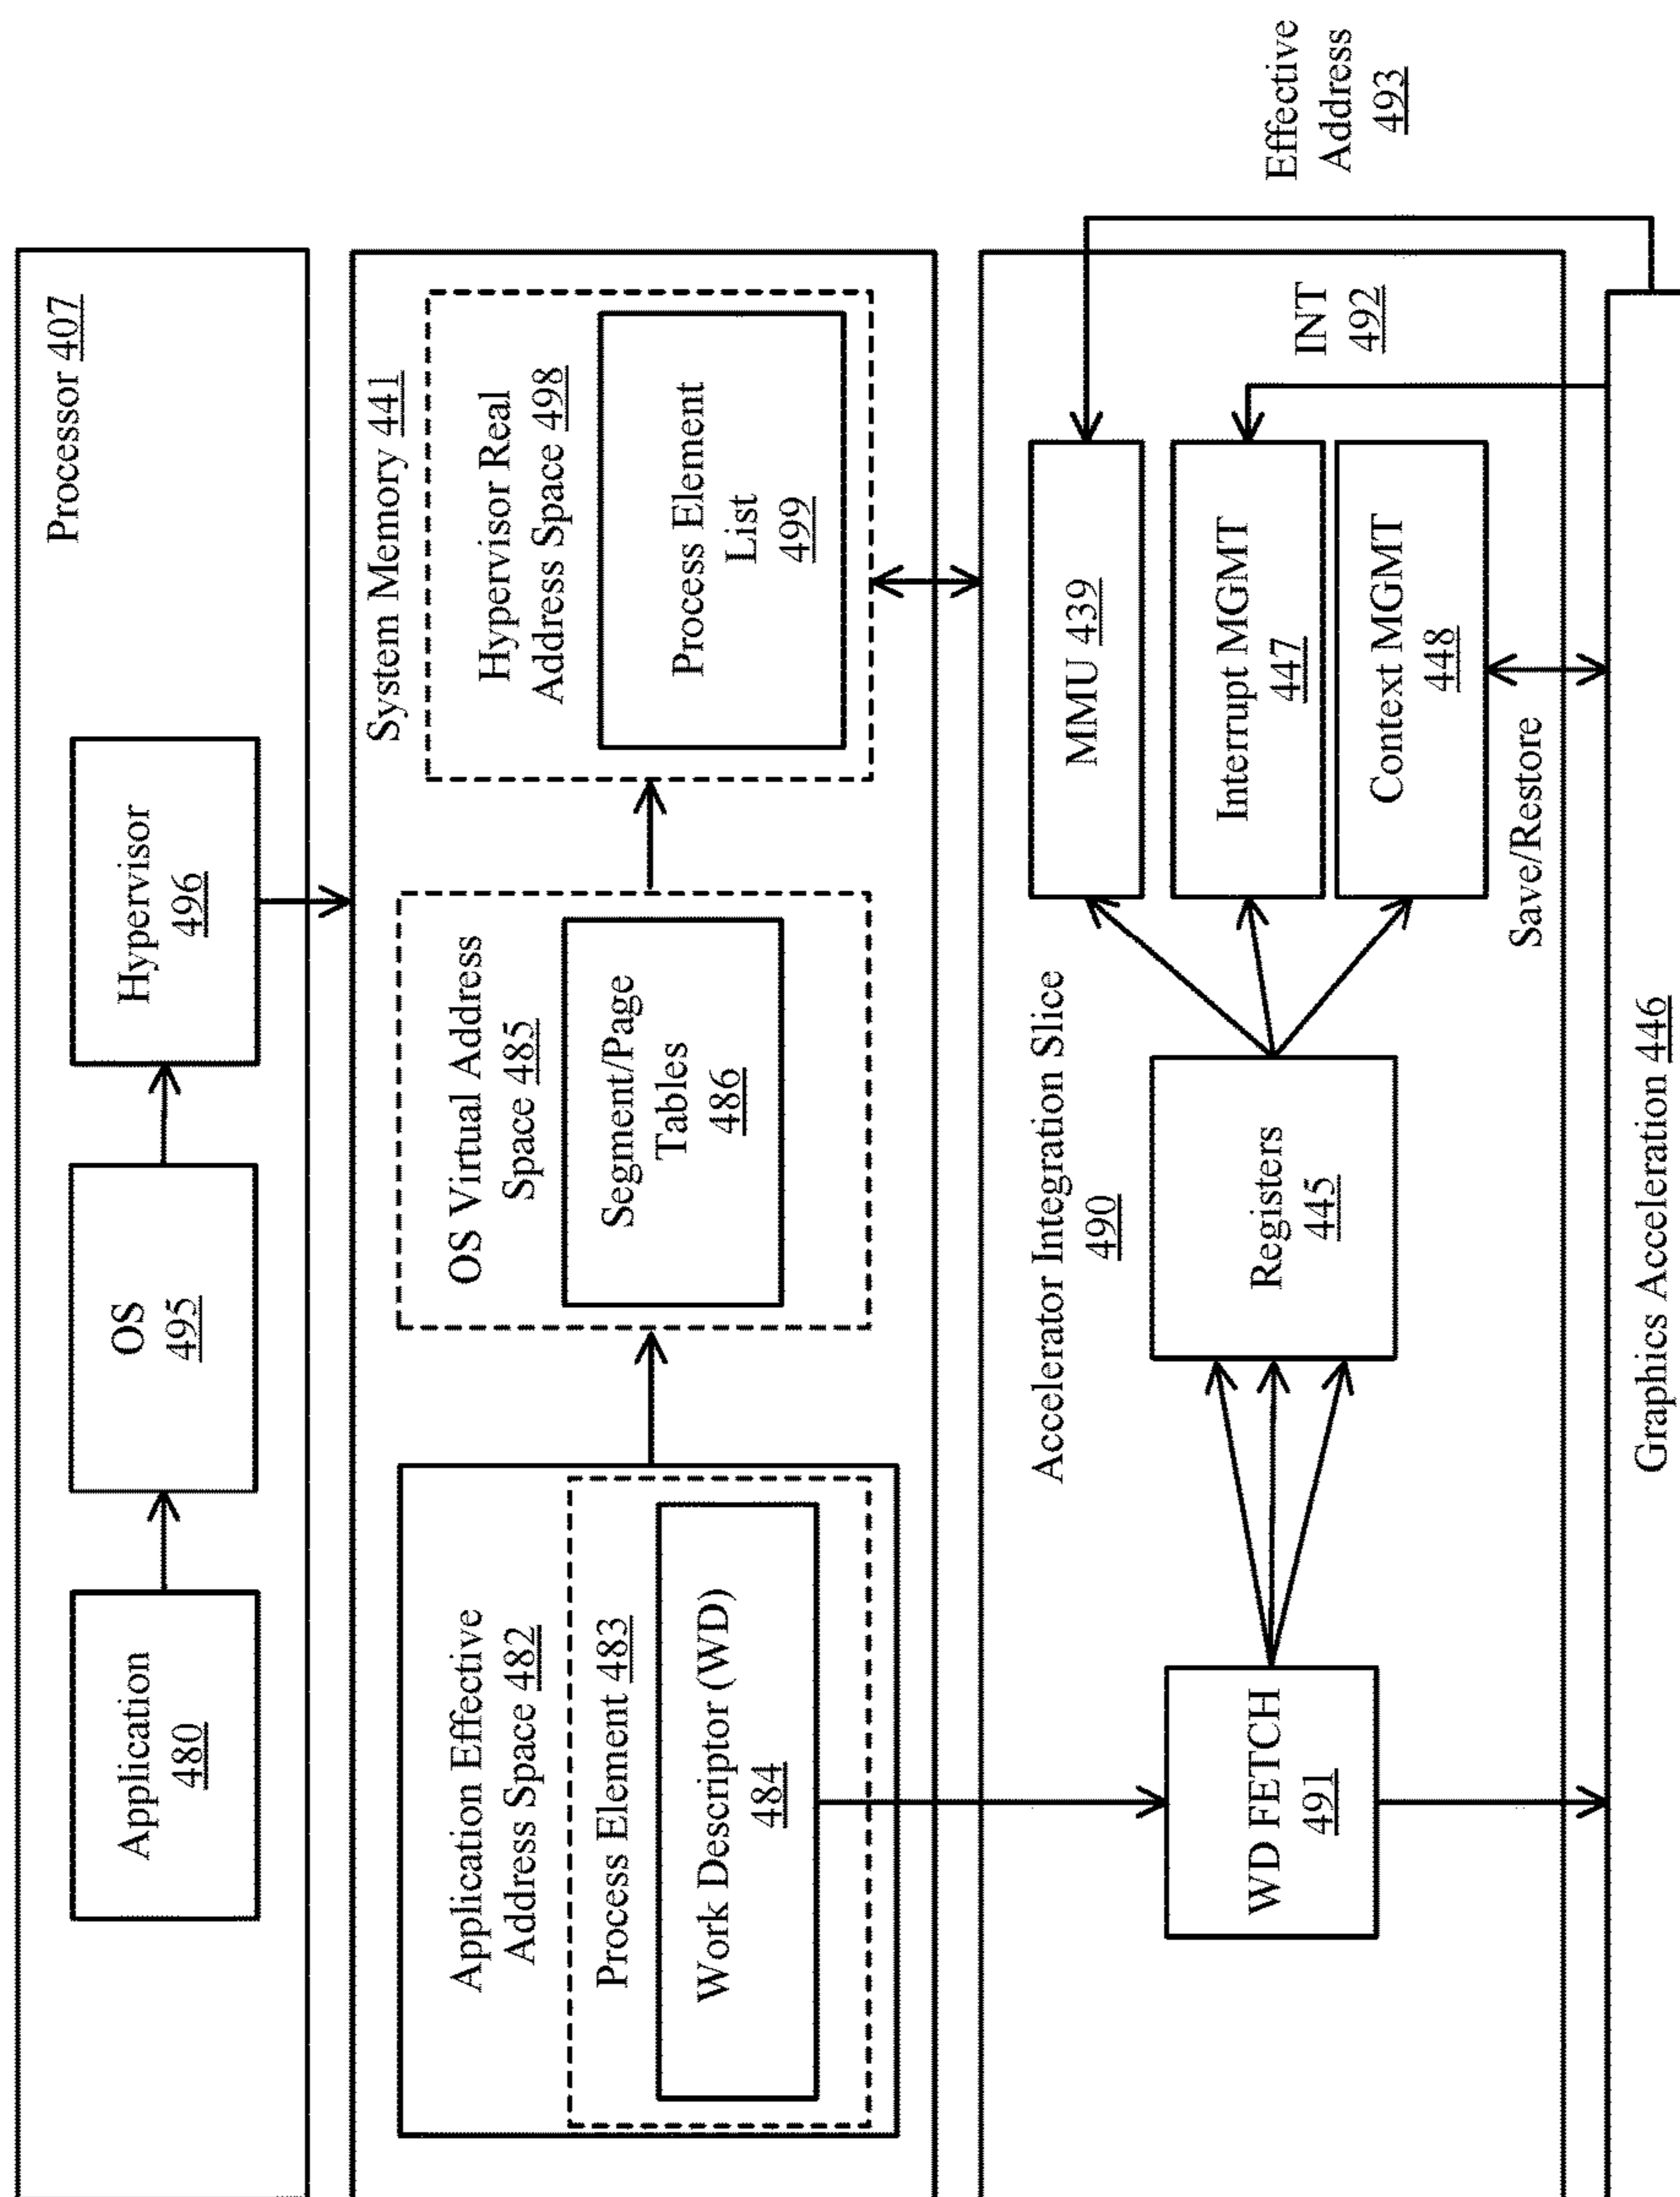 Processor 407
Application
480
OS
495
Hypervisor
496
System Memory 441
Application Effective
Address Space 482
Process Element 483
Work Descriptor (WD)
484
OS Virtual Address
Space 485
Segment/Page
Tables
486
Hypervisor Real
Address Space 498
Process Element
List
499
Accelerator Integration Slice
490
WD FETCH
491
Registers
445
MMU 439
Interrupt MGMT
447
Context MGMT
448
INT
492
Effective
Address
493
Save/Restore
Graphics Acceleration 446